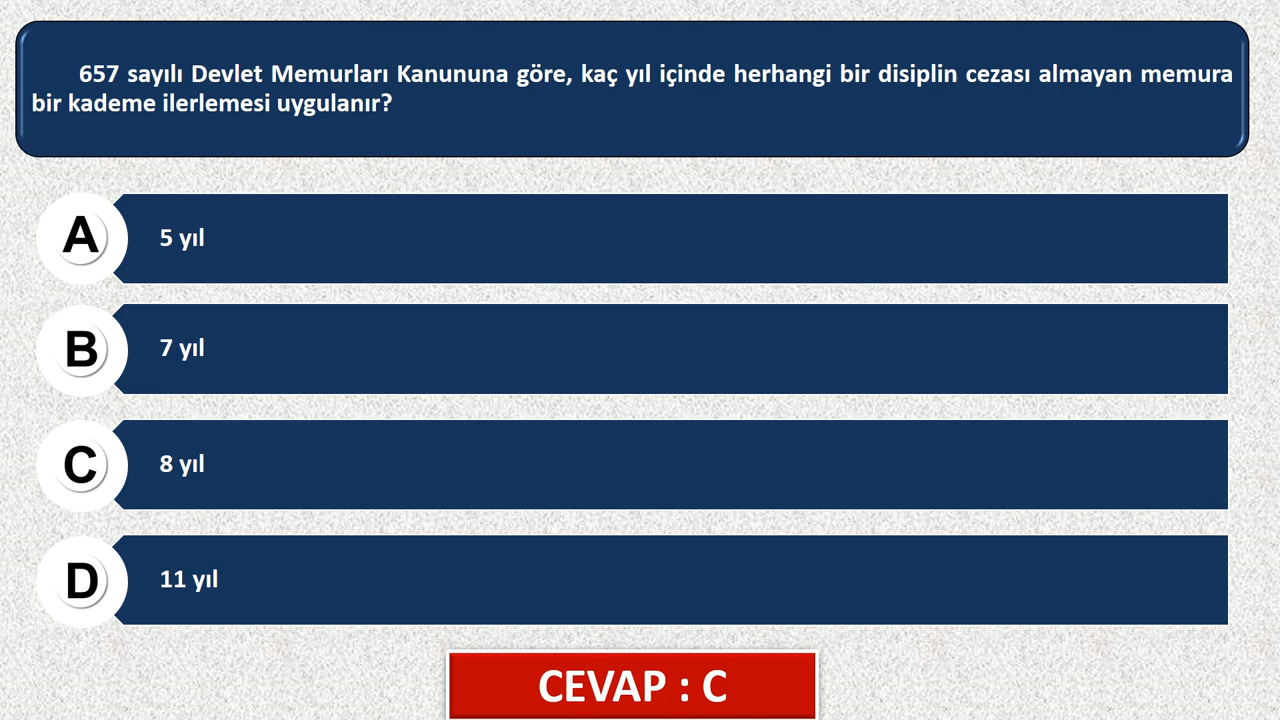 657 sayılı Devlet Memurları Kanununa göre, kaç yıl içinde herhangi bir disiplin cezası almayan memura
bir kademe ilerlemesi uygulanır?
A
5 yıl
B
7 yıl
C
8 yıl
D
11 yıl
CEVAP : C